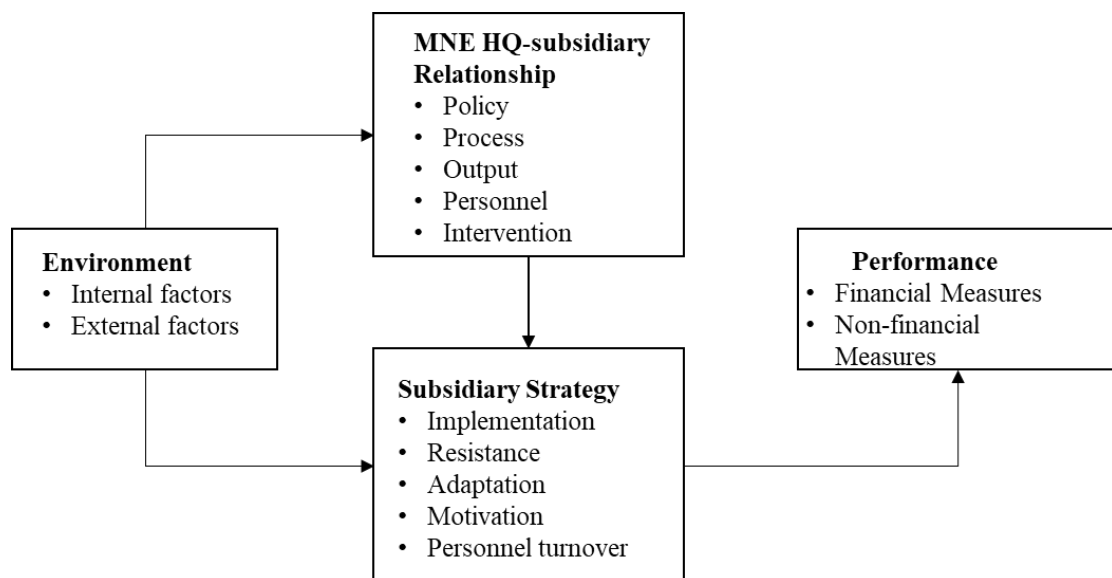 MNE HQ-subsidiary
Relationship
• Policy
• Process
• Output
• Personnel
• Intervention
Environment
• Internal factors
• External factors
Performance
• Financial Measures
• Non-financial
Measures
Subsidiary Strategy
• Implementation
• Resistance
• Adaptation
• Motivation
• Personnel turnover